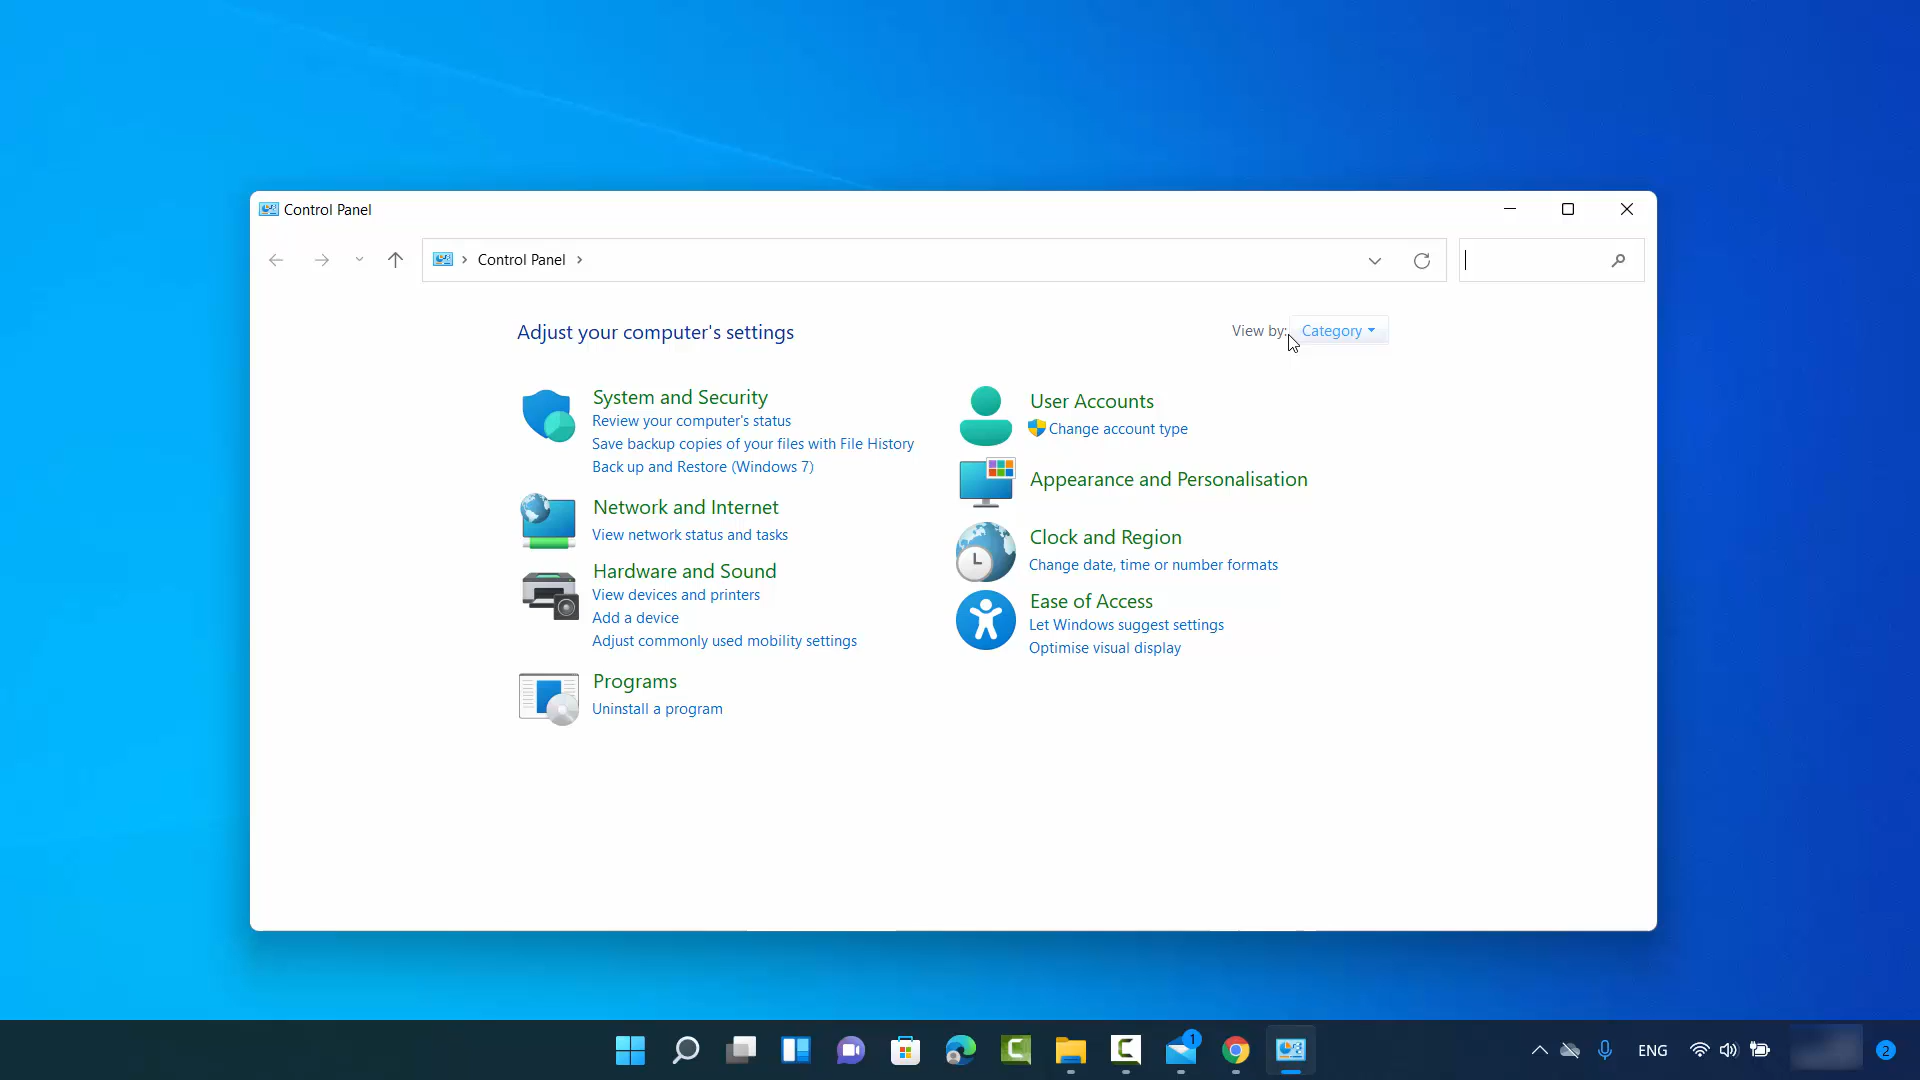 Control Panel
Control Panel
Adjust your computer's settings
View by: Category
System and Security
Review your computer's status
Save backup copies of your files with File History
Back up and Restore (Windows 7)
Network and Internet
View network status and tasks
Hardware and Sound
View devices and printers
Add a device
Adjust commonly used mobility settings
Programs
Uninstall a program
User Accounts
Change account type
Appearance and Personalisation
Clock and Region
Change date, time or number formats
Ease of Access
Let Windows suggest settings
Optimise visual display
1
ENG
2